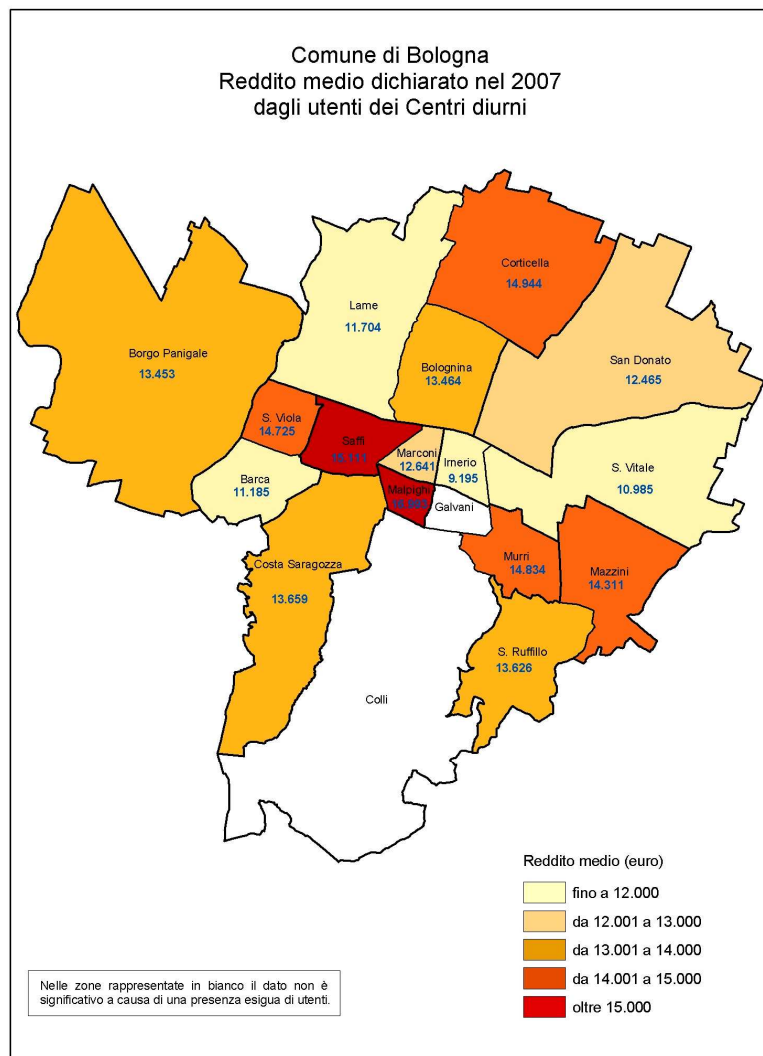 Comune di Bologna
Reddito medio dichiarato nel 2007
dagli utenti dei Centri diurni
Corticella
14.944
Lame
11.704
Borgo Panigale
13.453
Bolognina
13.464
San Donato
12.465
S. Viola
14.725
Saffi
Marconi
12.641
Irnerio
9.195
S. Vitale
10.985
Barca
11.185
Malpighi
Galvani
Murri
14.834
Mazzini
14.311
Costa Saragozza
13.659
S. Ruffillo
13.626
Colli
Reddito medio (euro)
fino a 12.000
da 12.001 a 13.000
da 13.001 a 14.000
da 14.001 a 15.000
oltre 15.000
Nelle zone rappresentate in bianco il dato non è
significativo a causa di una presenza esigua di utenti.